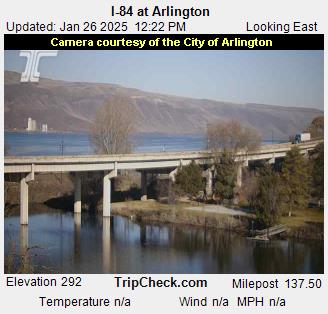 I-84 at Arlington
Updated: Jan 26 2025 12:22 PM Looking East
Camera courtesy of the City of Arlington
Elevation 292 TripCheck.com Milepost 137.50
Temperature n/a Wind n/a MPH n/a